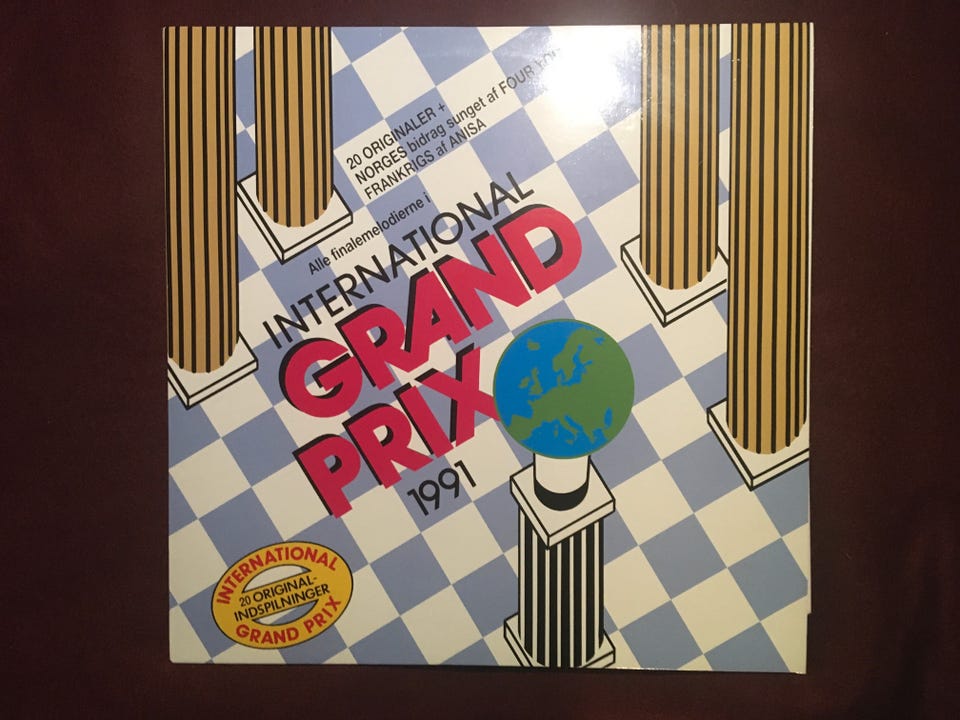 20 ORIGINALER +
NORGES bidrag sunget af FOUR
FRANKRIGS af ANISA
Alle finalemelodierne i
INTERNATIONAL
GRAND
PRIX
1991
INTERNATIONAL
20 ORIGINAL-
INDSPILNINGER
GRAND PRIX